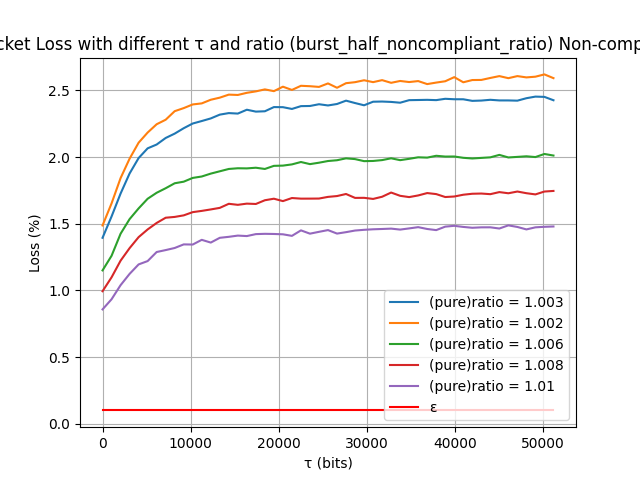 cket Loss with different τ and ratio (burst_half_noncompliant_ratio) Non-comp
Loss (%)
2.5
2.0
1.5
1.0
0.5
0.0
0 10000 20000 30000 40000 50000
τ (bits)
(pure)ratio = 1.003
(pure)ratio = 1.002
(pure)ratio = 1.006
(pure)ratio = 1.008
(pure)ratio = 1.01
ε